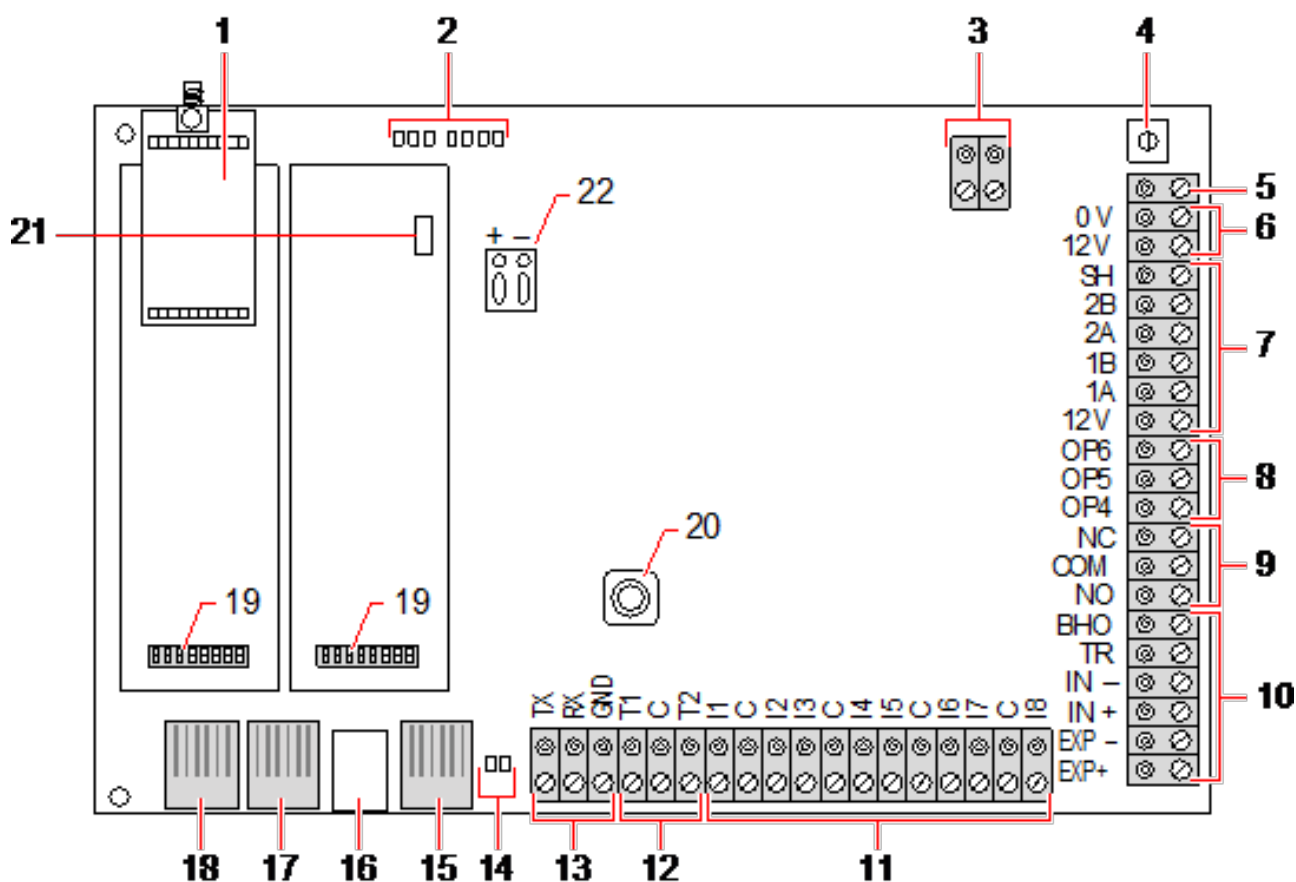 1 2 3 4
22
21
+ −
5
0 V
6
12 V
SH
2B
2A
7
1B
1A
12 V
OP6
OP5
8
OP4
NC
COM
9
NO
20
19 19
BHO
TR
IN −
10
IN +
EXP −
EXP+
TX RX GND T1 C T2 I1 C I2 I3 C I4 I5 C I6 I7 C I8
18 17 16 15 14 13 12 11